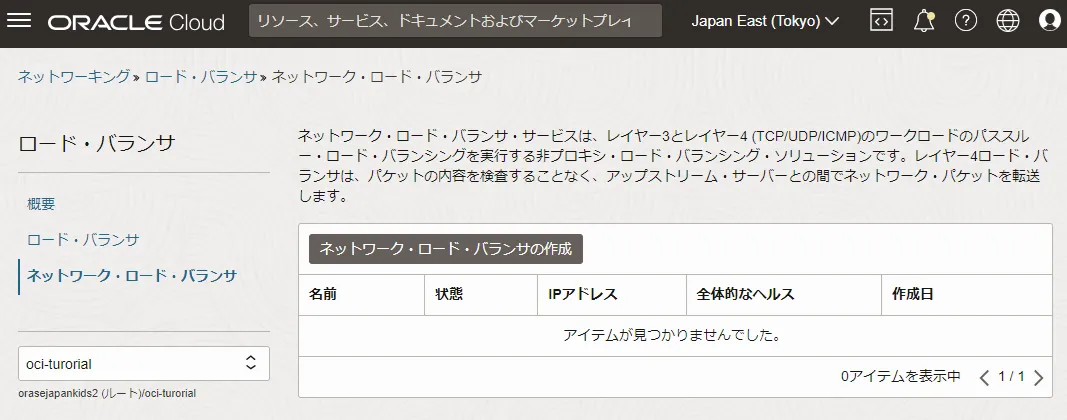 ORACLE Cloud
リソース、サービス、ドキュメントおよびマーケットプレイ
Japan East (Tokyo)
ネットワーキング » ロード・バランサ » ネットワーク・ロード・バランサ
ロード・バランサ
概要
ロード・バランサ
ネットワーク・ロード・バランサ
oci-turorial
orasejapankids2 (ルート)/oci-turorial
ネットワーク・ロード・バランサ・サービスは、レイヤー3とレイヤー4 (TCP/UDP/ICMP)のワークロードのパススル
ー・ロード・バランシングを実行する非プロキシ・ロード・バランシング・ソリューションです。レイヤー4ロード・バ
ランサは、パケットの内容を検査することなく、アップストリーム・サーバーとの間でネットワーク・パケットを転送
します。
ネットワーク・ロード・バランサの作成
名前 状態 IPアドレス 全体的なヘルス 作成日
アイテムが見つかりませんでした。
0アイテムを表示中 1 / 1